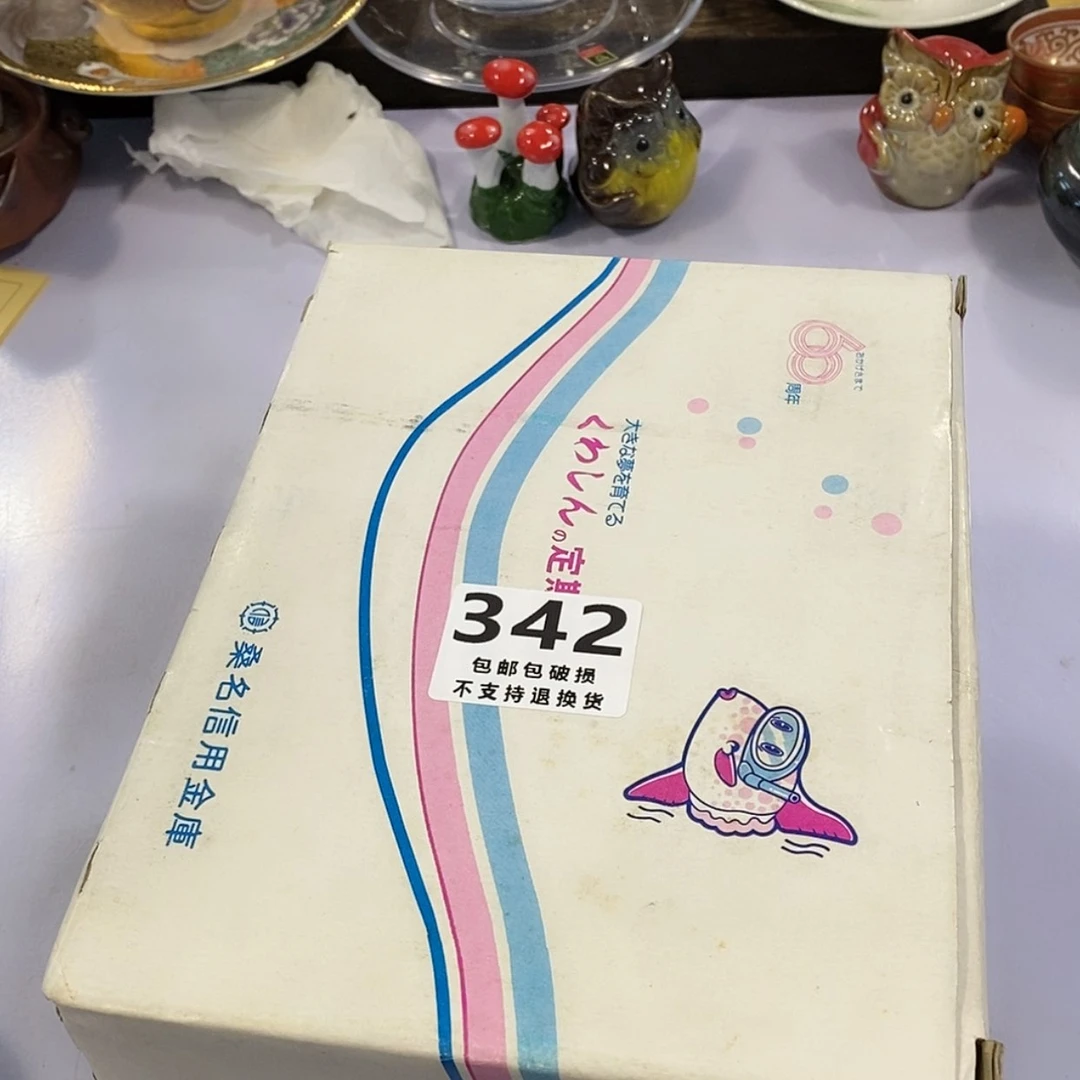 おかげさまで
60
周年
大きな夢を育てる
くわしんの定期
342
包邮包破损
不支持退换货
桑名信用金庫